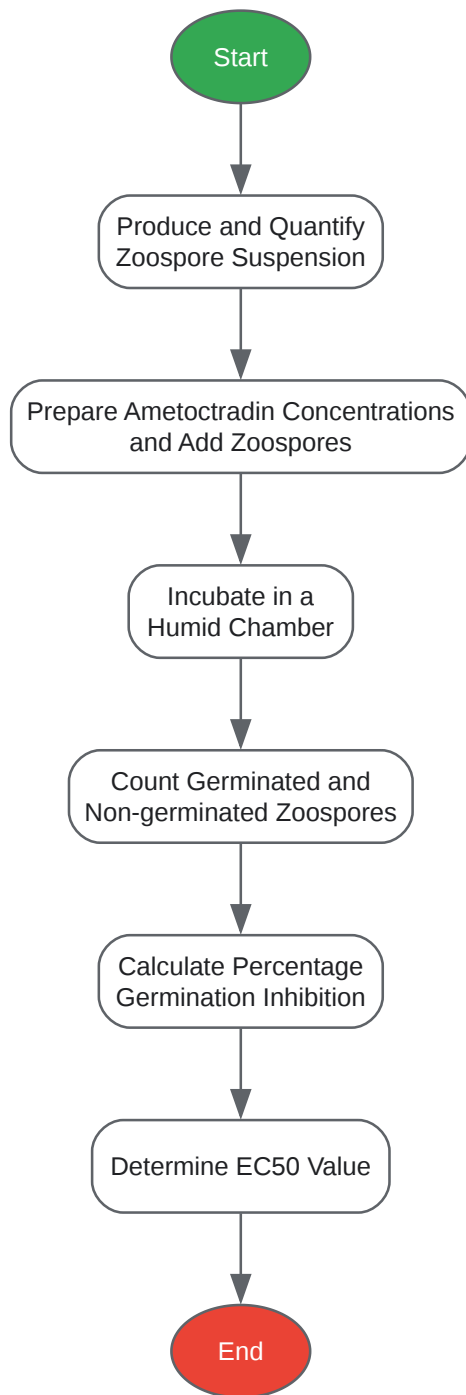 Start
Produce and Quantify
Zoospore Suspension
Prepare Ametoctradin Concentrations
and Add Zoospores
Incubate in a
Humid Chamber
Count Germinated and
Non-germinated Zoospores
Calculate Percentage
Germination Inhibition
Determine EC50 Value
End